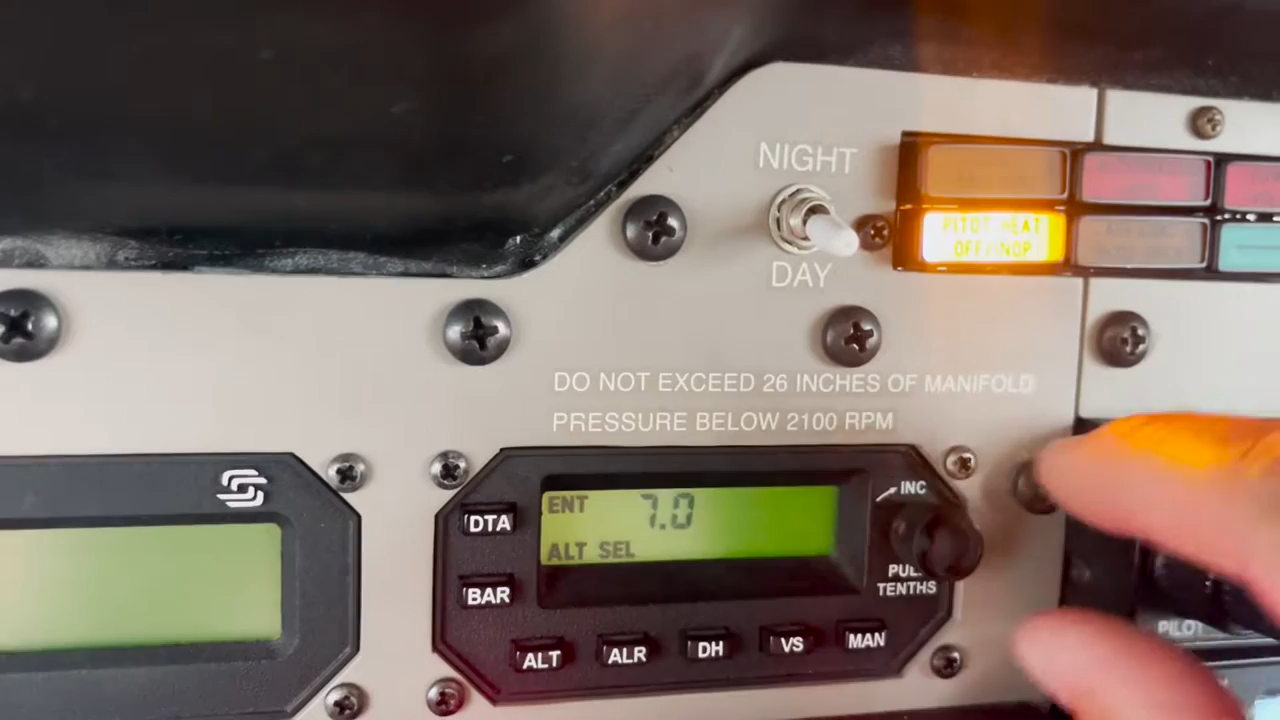 NIGHT
PITOT HEAT
OFF/INOP
DAY
DO NOT EXCEED 26 INCHES OF MANIFOLD
PRESSURE BELOW 2100 RPM
INC
ENT 7.0
DTA
ALT SEL
PULL
TENTHS
BAR
ALT
ALR
DH
VS
MAN
PILOT